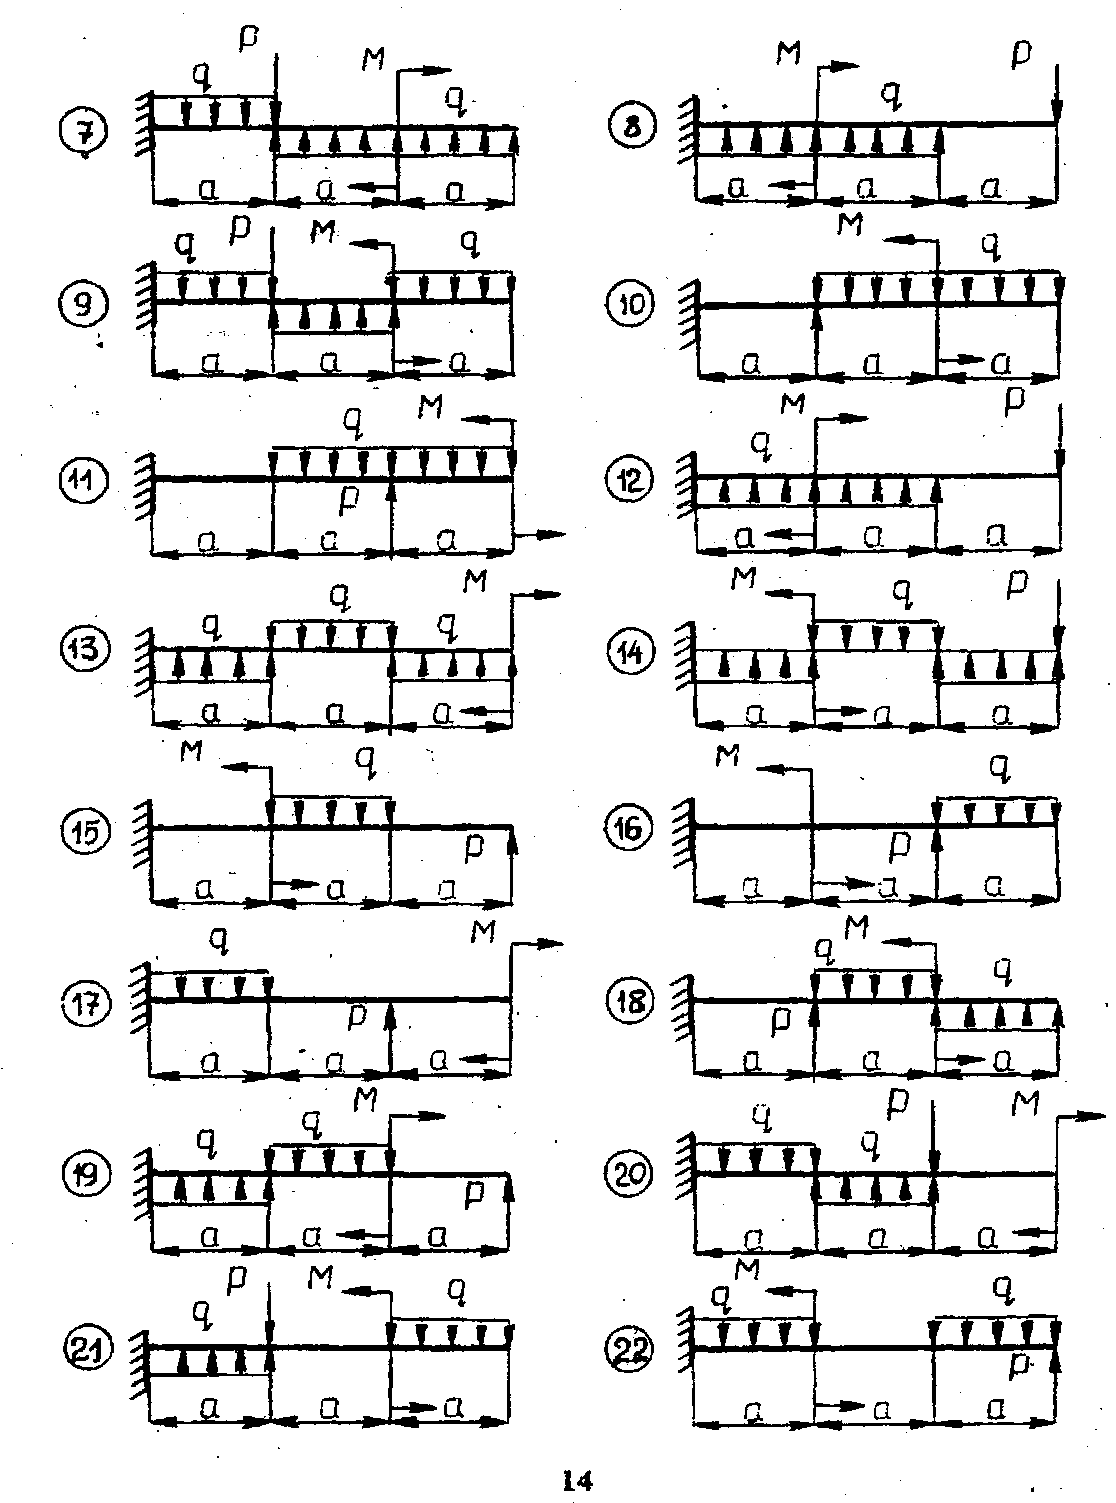 7 q P M q a a a
8 M q P a a a
9 q P M q a a a
10 M q a a a
11 q M P a a a
12 q M P a a a
13 q q q M a a a
14 M q P a a a
15 M q P a a a
16 M q P a a a
17 q P M a a a
18 q M q P a a a
19 q q M P a a a
20 q q P M a a a
21 q P M q a a a
22 q M q P a a a
14